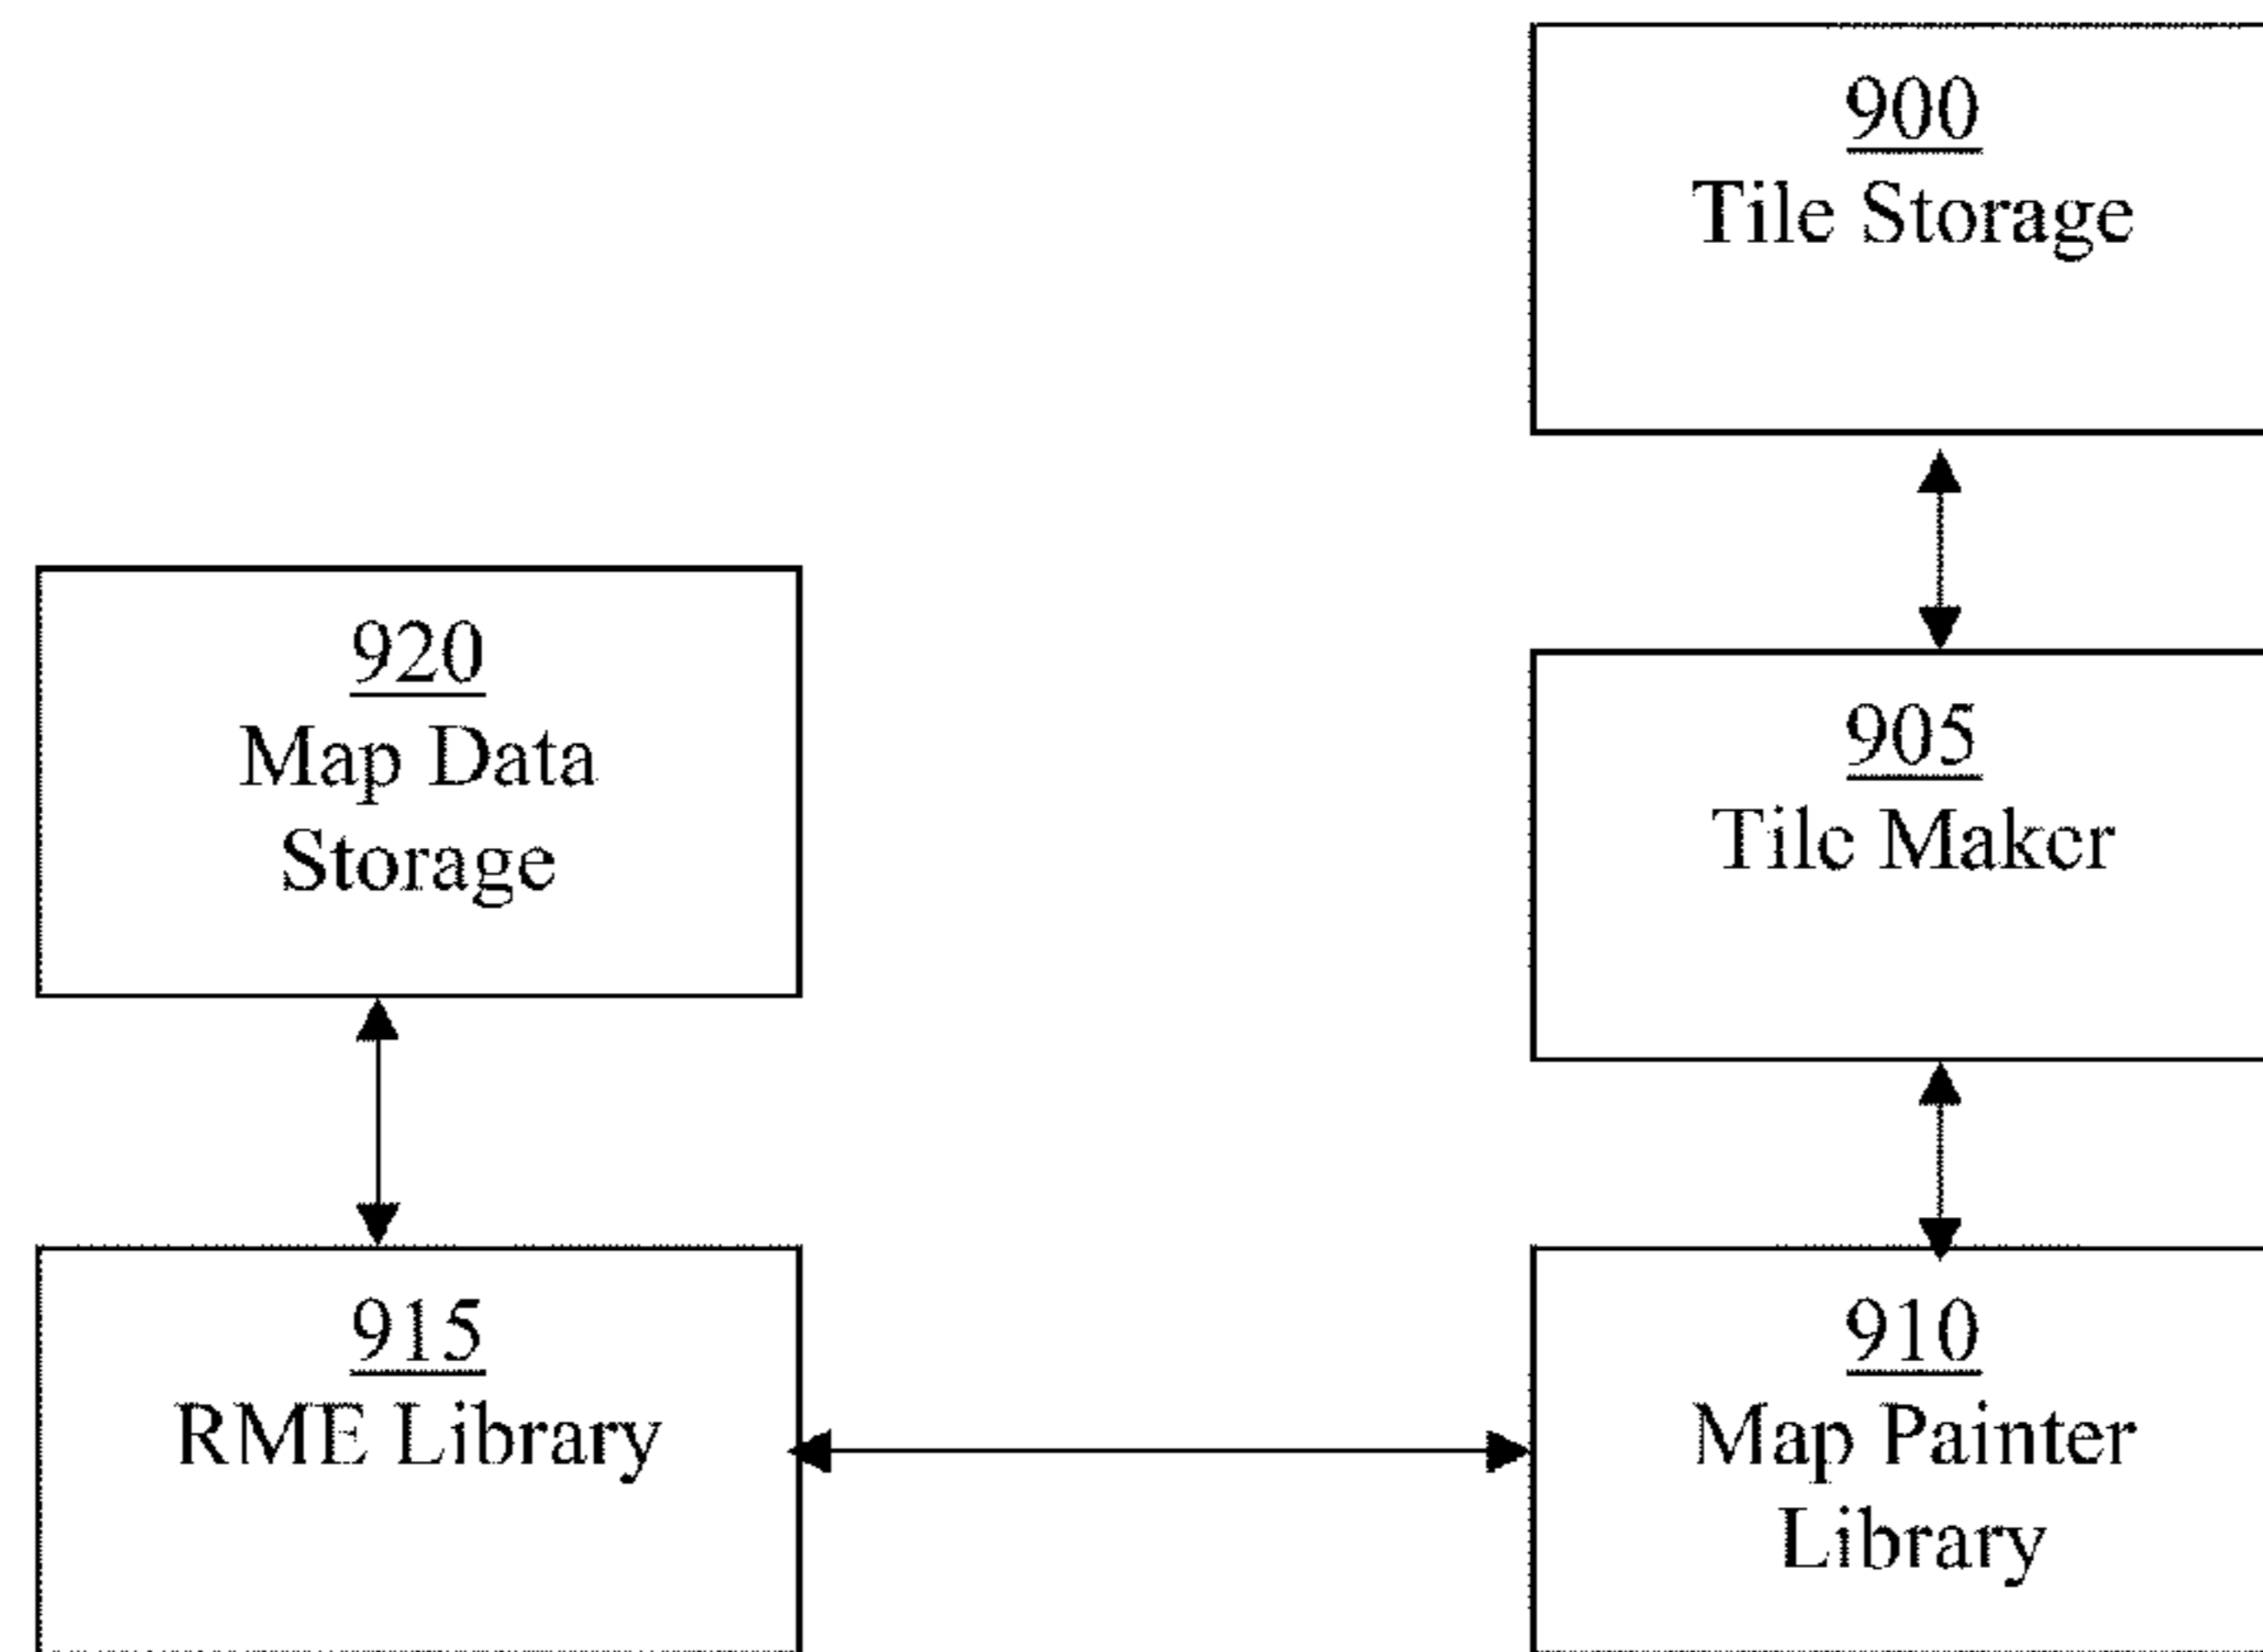 900
Tile Storage
920
Map Data
Storage
905
Tile Maker
915
RME Library
910
Map Painter
Library